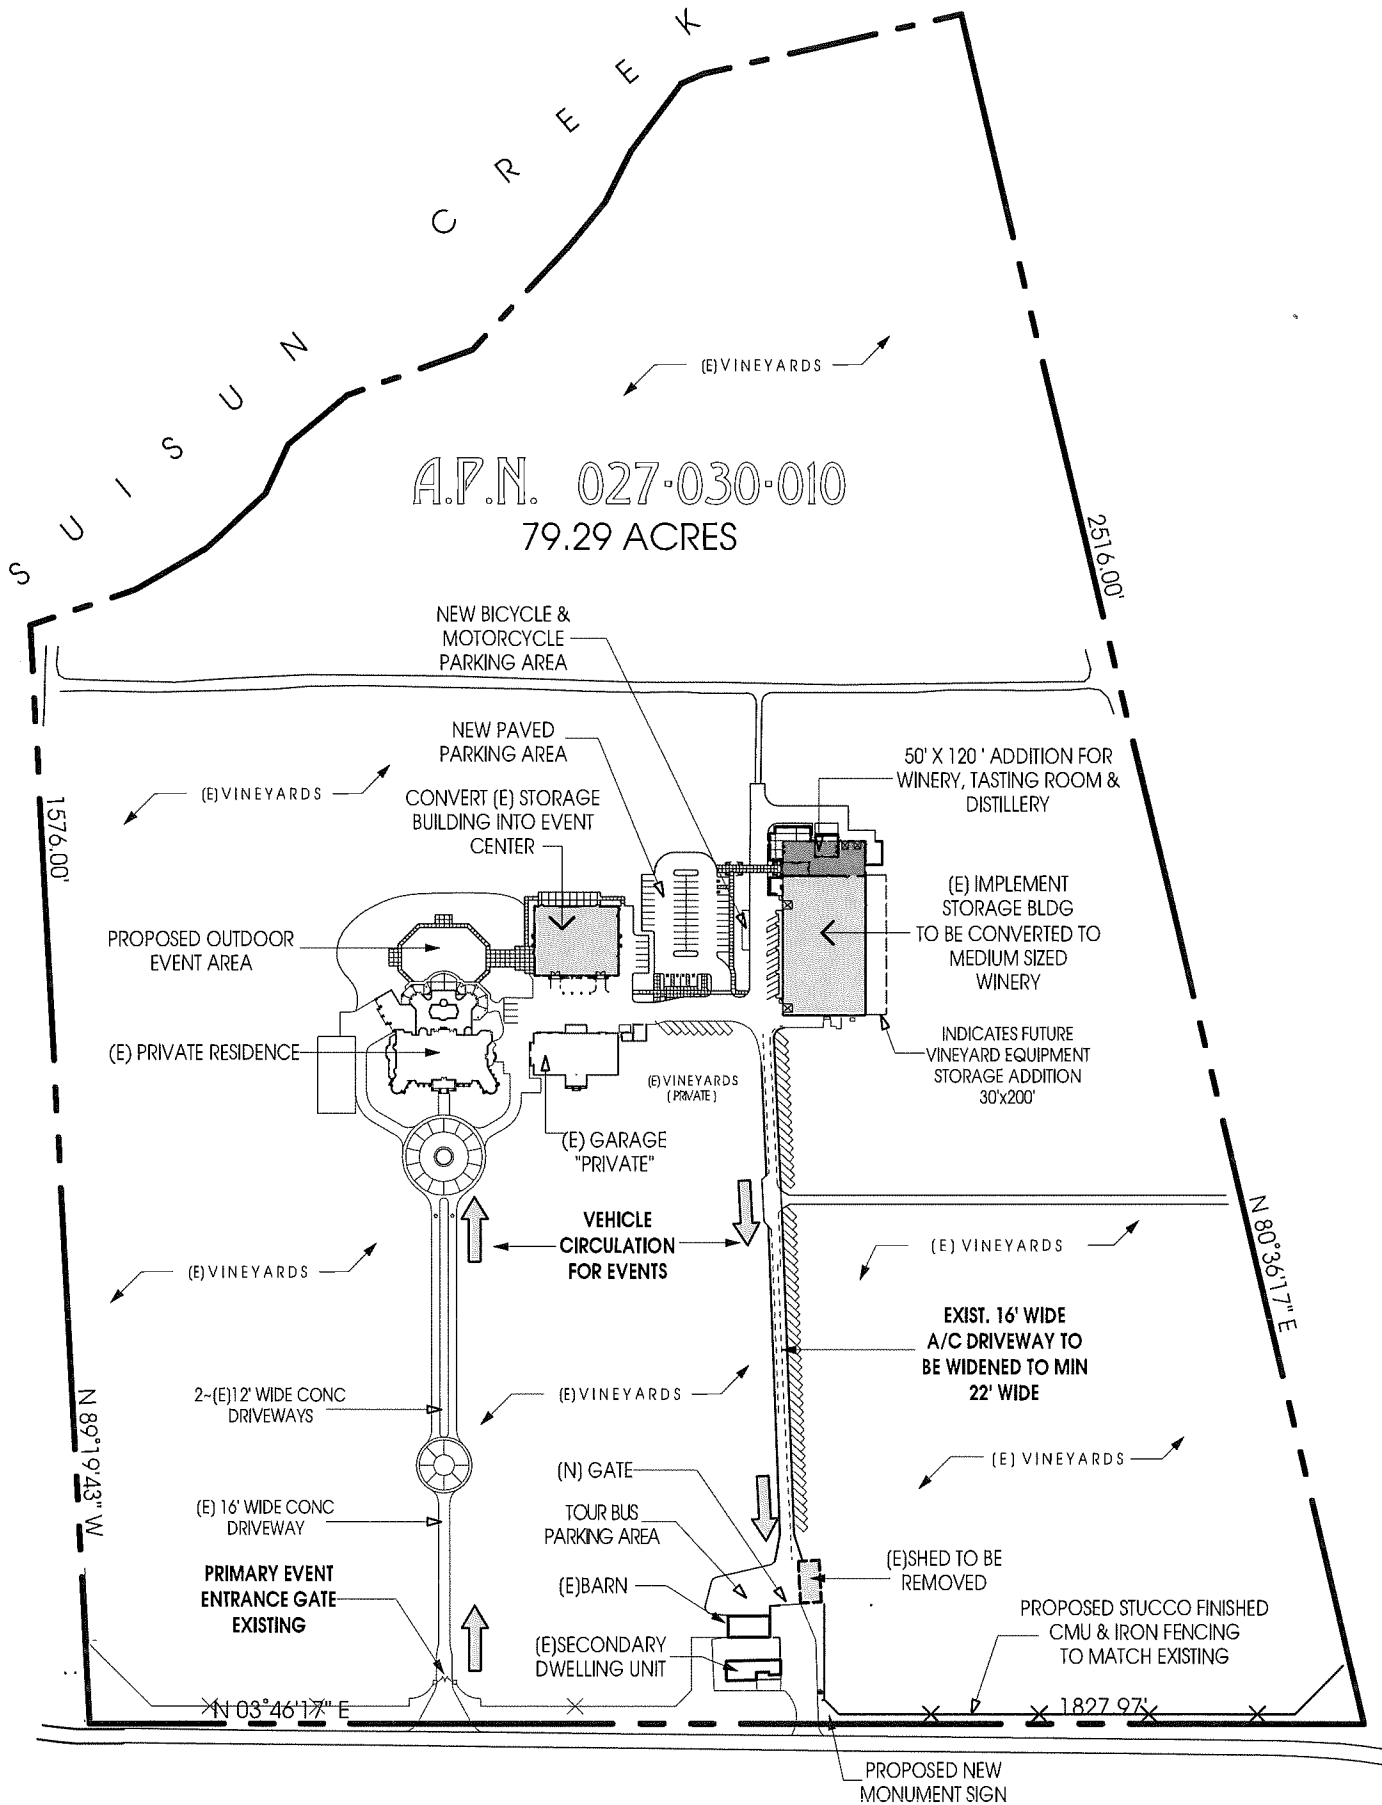 SUISUN CREEK
(E) VINEYARDS
A.P.N. 027-030-010
79.29 ACRES
2516.00'
NEW BICYCLE &
MOTORCYCLE
PARKING AREA
NEW PAVED
PARKING AREA
50' X 120 ' ADDITION FOR
WINERY, TASTING ROOM &
DISTILLERY
(E) VINEYARDS
1576.00'
CONVERT (E) STORAGE
BUILDING INTO EVENT
CENTER
(E) IMPLEMENT
STORAGE BLDG
TO BE CONVERTED TO
MEDIUM SIZED
WINERY
PROPOSED OUTDOOR
EVENT AREA
(E) PRIVATE RESIDENCE
INDICATES FUTURE
VINEYARD EQUIPMENT
STORAGE ADDITION
30'x200'
(E) VINEYARDS
(PRIVATE)
(E) GARAGE
"PRIVATE"
VEHICLE
CIRCULATION
FOR EVENTS
N 80°36'17" E
(E) VINEYARDS
(E) VINEYARDS
EXIST. 16' WIDE
A/C DRIVEWAY TO
BE WIDENED TO MIN
22' WIDE
2~(E)12' WIDE CONC
DRIVEWAYS
(E) VINEYARDS
N 89°19'43" W
(E) VINEYARDS
(N) GATE
(E) 16' WIDE CONC
DRIVEWAY
TOUR BUS
PARKING AREA
(E)SHED TO BE
REMOVED
PRIMARY EVENT
ENTRANCE GATE
EXISTING
(E)BARN
PROPOSED STUCCO FINISHED
CMU & IRON FENCING
TO MATCH EXISTING
(E)SECONDARY
DWELLING UNIT
N 03°46'17" E
1827.97'
PROPOSED NEW
MONUMENT SIGN